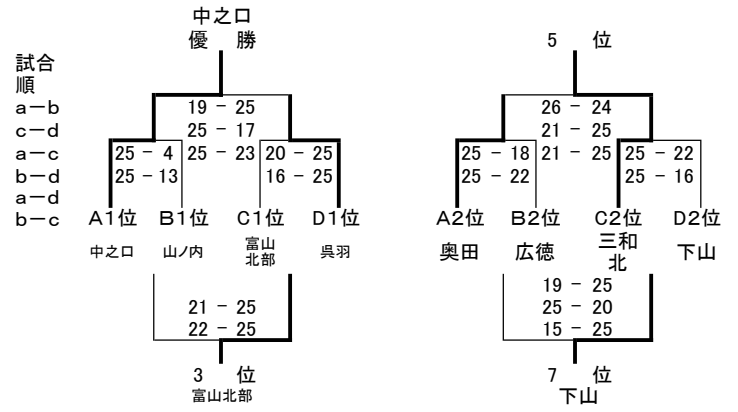 中之口
優 勝
5 位
試合
順
a－b
c－d
a－c
b－d
a－d
b－c
19 － 25
25 － 17
25 － 23
25 － 4
25 －13
20 － 25
16 － 25
26 － 24
21 － 25
21 － 25
25 － 18
25 － 22
25 － 22
25 － 16
A1位 B1位 C1位 D1位
中之口 山ノ内 富山
北部 呉羽
A2位 B2位 C2位 D2位
奥田 広徳 三和
北 下山
21 － 25
22 － 25
19 － 25
25 － 20
15 － 25
3 位
富山北部
7 位
下山